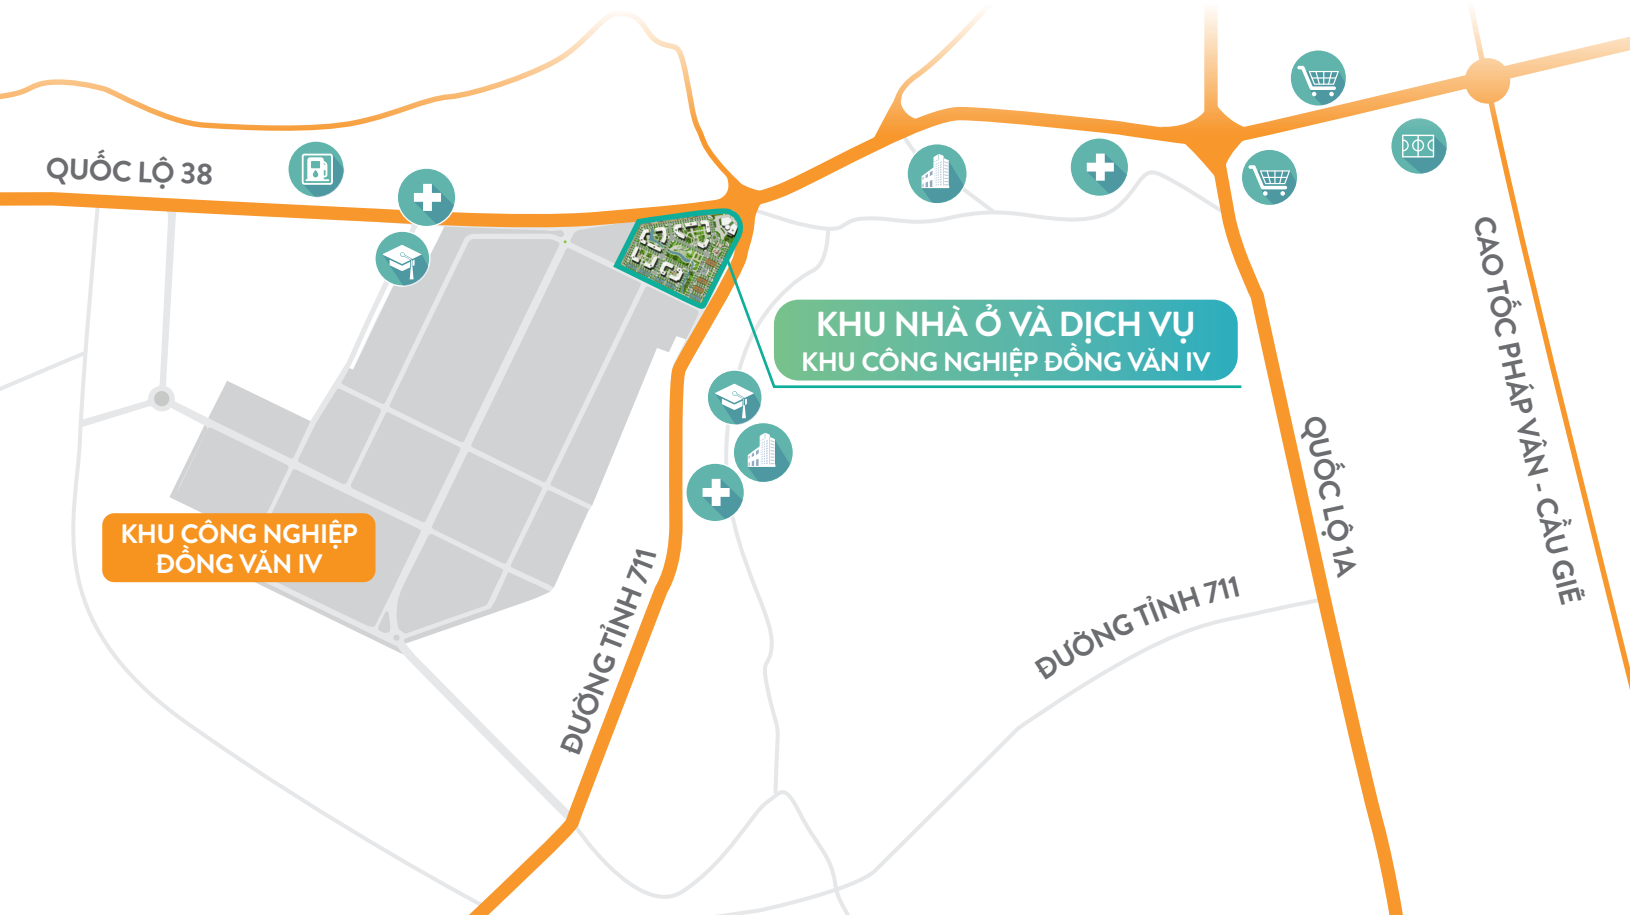 QUỐC LỘ 38
KHU NHÀ Ở VÀ DỊCH VỤ
KHU CÔNG NGHIỆP ĐỒNG VĂN IV
CAO TỐC PHÁP VÂN - CẦU GIẼ
QUỐC LỘ 1A
KHU CÔNG NGHIỆP
ĐỒNG VĂN IV
ĐƯỜNG TỈNH 711
ĐƯỜNG TỈNH 711